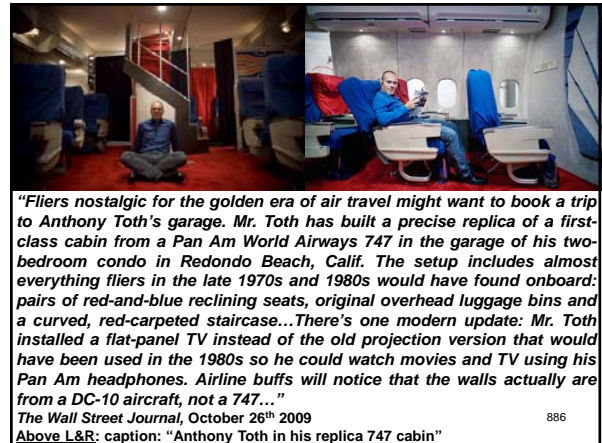 “Fliers nostalgic for the golden era of air travel might want to book a trip
to Anthony Toth’s garage. Mr. Toth has built a precise replica of a first-
class cabin from a Pan Am World Airways 747 in the garage of his two-
bedroom condo in Redondo Beach, Calif. The setup includes almost
everything fliers in the late 1970s and 1980s would have found onboard:
pairs of red-and-blue reclining seats, original overhead luggage bins and
a curved, red-carpeted staircase…There’s one modern update: Mr. Toth
installed a flat-panel TV instead of the old projection version that would
have been used in the 1980s so he could watch movies and TV using his
Pan Am headphones. Airline buffs will notice that the walls actually are
from a DC-10 aircraft, not a 747…”
The Wall Street Journal, October 26th 2009
886
Above L&R: caption: “Anthony Toth in his replica 747 cabin”